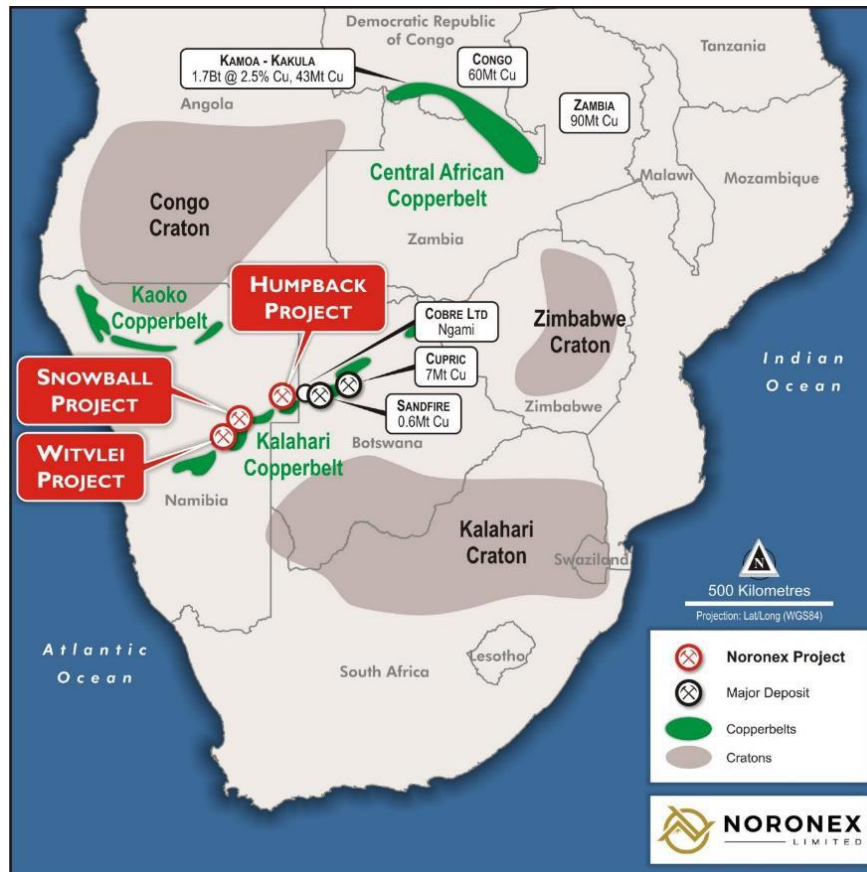 Democratic Republic
of Congo
Tanzania
KAMOA - KAKULA
1.7Bt @ 2.5% Cu, 43Mt Cu
CONGO
60Mt Cu
Angola
ZAMBIA
90Mt Cu
Central African
Copperbelt
Malawi
Mozambique
Congo
Craton
Zambia
HUMPBACK
PROJECT
Kaoko
Copperbelt
COBRE LTD
Ngami
Zimbabwe
Craton
CUPRIC
7Mt Cu
Indian
Ocean
SNOWBALL
PROJECT
SANDFIRE
0.6Mt Cu
Zimbabwe
WITVLEI
PROJECT
Kalahari
Copperbelt
Botswana
Namibia
Kalahari
Craton
Swaziland
N
500 Kilometres
Projection: Lat/Long (WGS84)
Atlantic
Ocean
South Africa
Lesotho
Noronex Project
Major Deposit
Copperbelts
Cratons
NORONEX
LIMITED